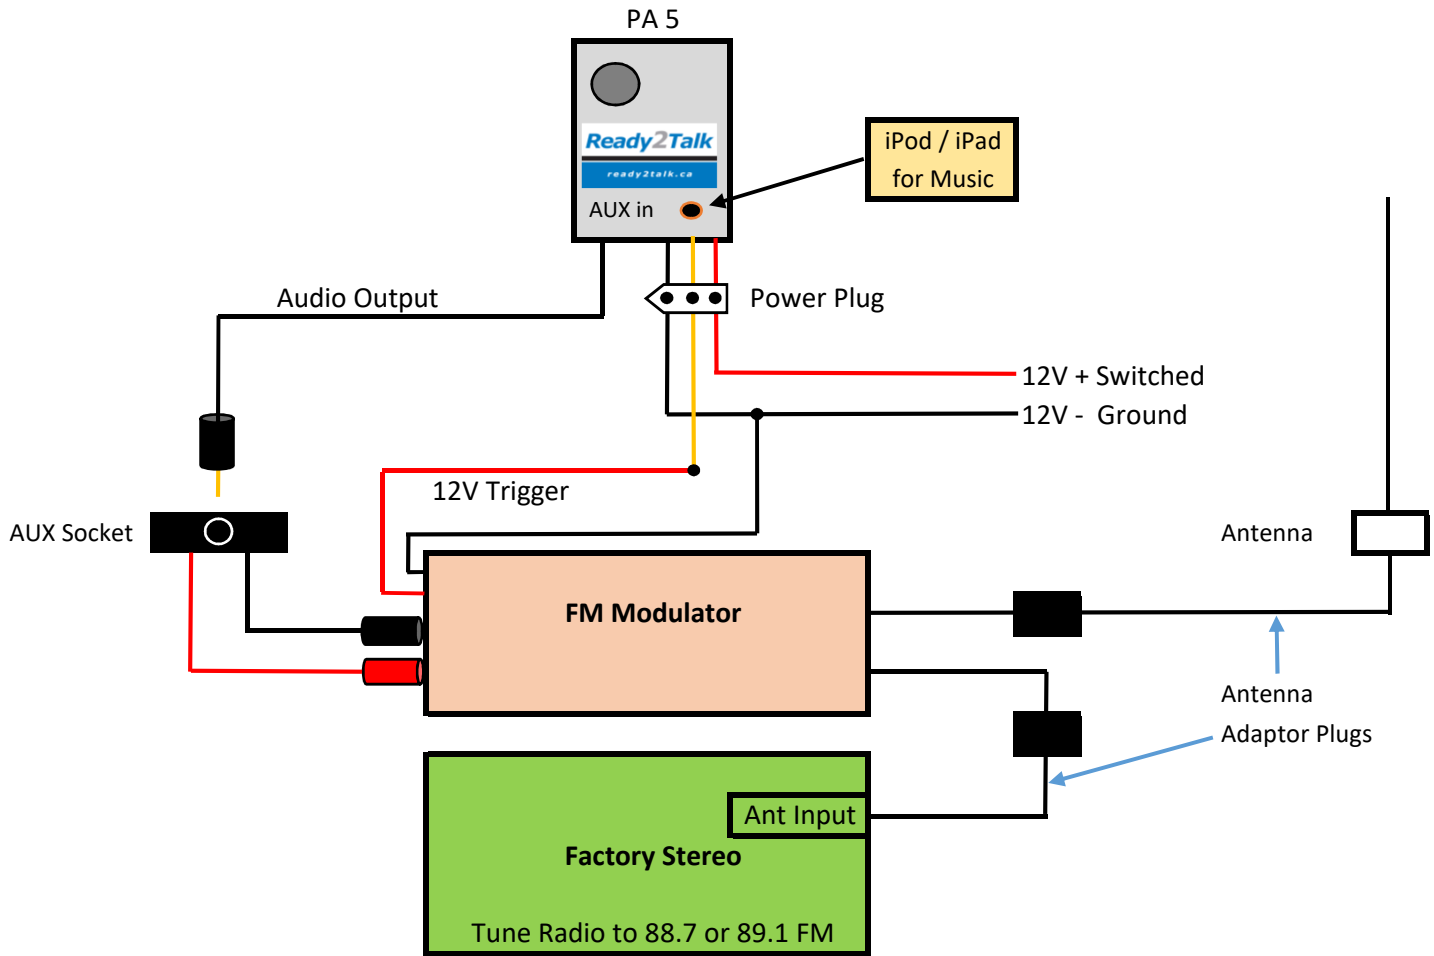 PA 5
Ready2Talk
ready2talk.ca
AUX in
iPod / iPad
for Music
Audio Output
Power Plug
12V + Switched
12V -  Ground
12V Trigger
AUX Socket
Antenna
FM Modulator
Antenna
Adaptor Plugs
Ant Input
Factory Stereo
Tune Radio to 88.7 or 89.1 FM